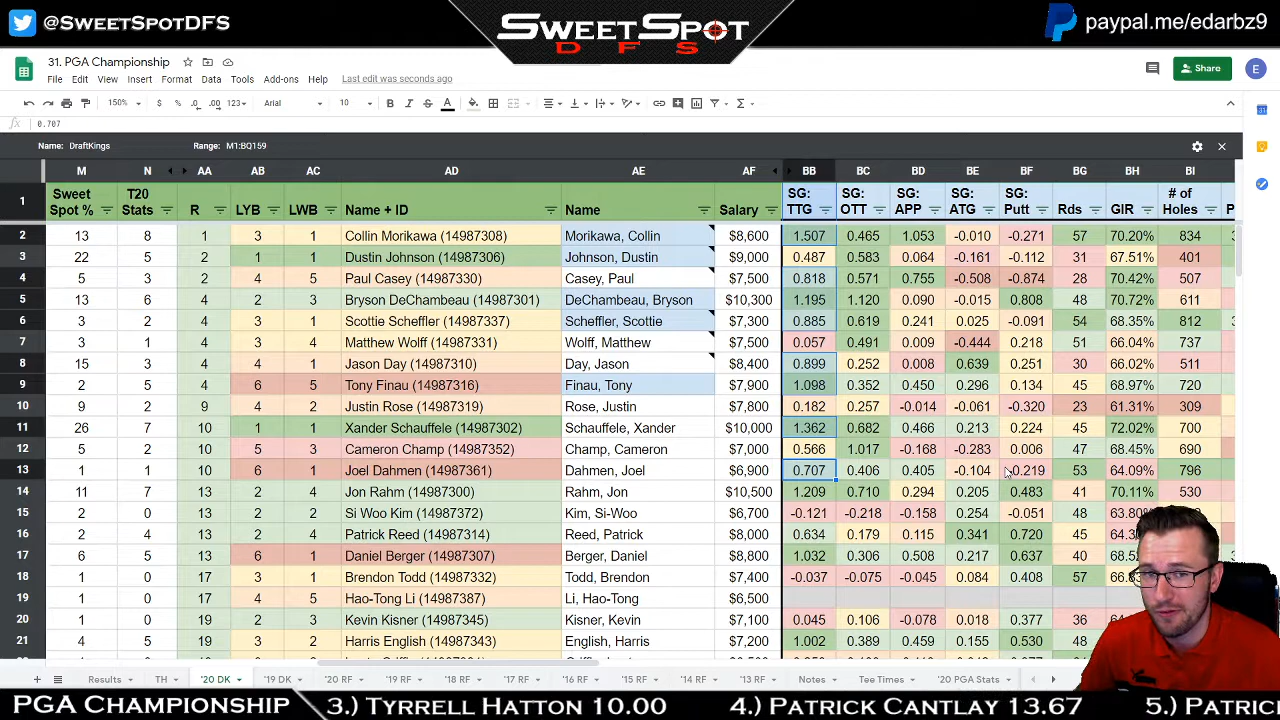 @SWEETSPOTDFS
SWEETSPOT
DFS
paypal.me/edarbz9
31. PGA Championship
File Edit View Insert Format Data Tools Add-ons Help Last edit was seconds ago
Share
E
150% $ % .0 .00 123 Arial 10 B I S A
fx 0.707
Name: DraftKings Range: M1:BQ159
M N AA AB AC AD AE AF BB BC BD BE BF BG BH BI
1 Sweet Spot % T20 Stats R LYB LWB Name + ID Name Salary SG: TTG SG: OTT SG: APP SG: ATG SG: Putt Rds GIR # of Holes P
2 13 8 1 3 1 Collin Morikawa (14987308) Morikawa, Collin $8,600 1.507 0.465 1.053 -0.010 -0.271 57 70.20% 834
3 22 5 2 1 1 Dustin Johnson (14987306) Johnson, Dustin $9,000 0.487 0.583 0.064 -0.161 -0.112 31 67.51% 401
4 5 3 2 4 5 Paul Casey (14987330) Casey, Paul $7,500 0.818 0.571 0.755 -0.508 -0.874 28 70.42% 507
5 13 6 4 2 3 Bryson DeChambeau (14987301) DeChambeau, Bryson $10,300 1.195 1.120 0.090 -0.015 0.808 48 70.72% 611
6 3 2 4 3 1 Scottie Scheffler (14987337) Scheffler, Scottie $7,300 0.885 0.619 0.241 0.025 -0.091 54 68.35% 812
7 3 1 4 3 4 Matthew Wolff (14987331) Wolff, Matthew $7,500 0.057 0.491 0.009 -0.444 0.218 51 66.04% 737
8 15 3 4 4 1 Jason Day (14987310) Day, Jason $8,400 0.899 0.252 0.008 0.639 0.251 30 66.02% 511
9 2 5 4 6 5 Tony Finau (14987316) Finau, Tony $7,900 1.098 0.352 0.450 0.296 0.134 45 68.97% 720
10 9 2 9 4 2 Justin Rose (14987319) Rose, Justin $7,800 0.182 0.257 -0.014 -0.061 -0.320 23 61.31% 309
11 26 7 10 1 1 Xander Schauffele (14987302) Schauffele, Xander $10,000 1.362 0.682 0.466 0.213 0.224 45 72.02% 700
12 5 2 10 5 3 Cameron Champ (14987352) Champ, Cameron $7,200 0.566 1.017 -0.168 -0.283 0.006 47 68.12% 690
13 1 1 10 6 1 Joel Dahmen (14987361) Dahmen, Joel $6,900 0.707 0.406 0.405 -0.104 -0.219 53 64.09% 796
14 11 7 13 2 4 Jon Rahm (14987300) Rahm, Jon $10,500 1.209 0.710 0.294 0.205 0.483 41 70.11% 530
15 2 0 13 2 2 Si Woo Kim (14987372) Kim, Si-Woo $6,700 -0.121 -0.218 -0.158 0.254 -0.051 48 63.80%
16 2 4 13 2 4 Patrick Reed (14987314) Reed, Patrick $8,800 0.634 0.179 0.115 0.341 0.720 45
17 6 5 13 6 1 Daniel Berger (14987307) Berger, Daniel $8,800 1.032 0.306 0.508 0.217 0.637 40
18 1 0 17 3 1 Brendon Todd (14987332) Todd, Brendon $7,400 -0.037 -0.075 -0.045 0.084 0.408 57
19 1 0 17 4 5 Hao-Tong Li (14987387) Li, Hao-Tong $6,500
20 1 0 19 2 3 Kevin Kisner (14987345) Kisner, Kevin $7,100 0.045 0.106 -0.078 0.018 0.377 36
21 4 5 19 3 2 Harris English (14987343) English, Harris $7,200 1.002 0.389 0.459 0.155 0.530 48
Results TH '20 DK '19 DK '20 RF '19 RF '18 RF '17 RF '16 RF '15 RF '14 RF '13 RF Notes Tee Times '20 PGA Stats
PGA CHAMPIONSHIP 3.) TYRRELL HATTON 10.00 4.) PATRICK CANTLAY 13.67 5.) PATRIC